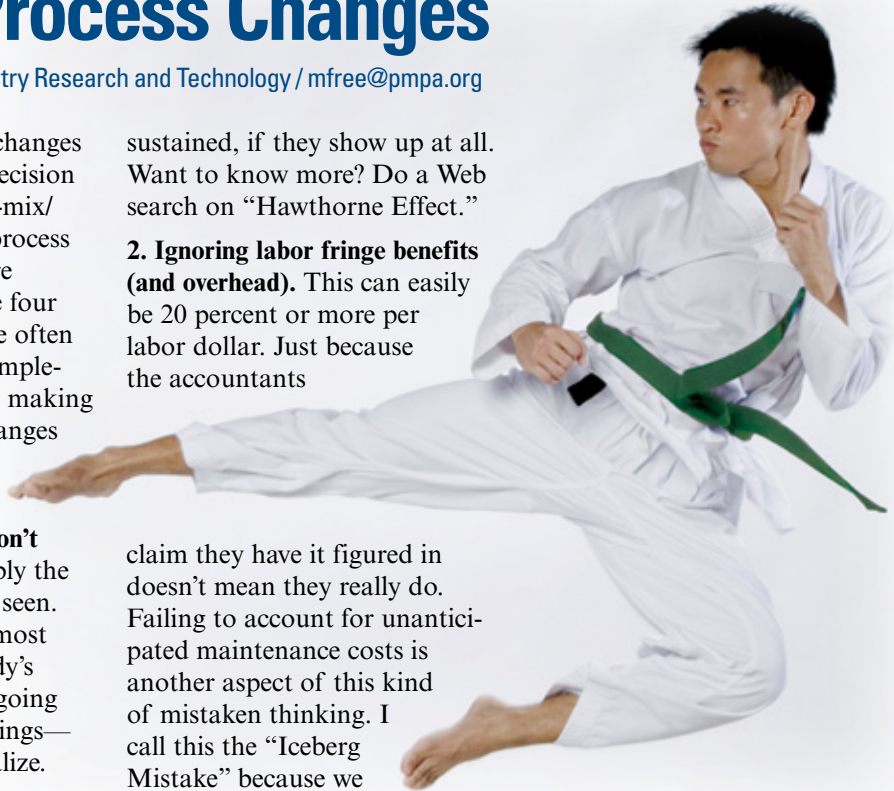 Process Changes
try Research and Technology / mfree@pmpa.org
changes
ecision
-mix/
process
re
e four
e often
mple-
making
anges
on’t
bly the
seen.
most
dy’s
going
ings—
lize.
sustained, if they show up at all.
Want to know more? Do a Web
search on “Hawthorne Effect.”
2. Ignoring labor fringe benefits
(and overhead). This can easily
be 20 percent or more per
labor dollar. Just because
the accountants
claim they have it figured in
doesn’t mean they really do.
Failing to account for unantici-
pated maintenance costs is
another aspect of this kind
of mistaken thinking. I
call this the “Iceberg
Mistake” because we